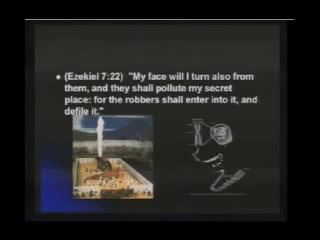 (Ezekiel 7:22) "My face will I turn also from
them, and they shall pollute my secret
place: for the robbers shall enter into it, and
defile it."